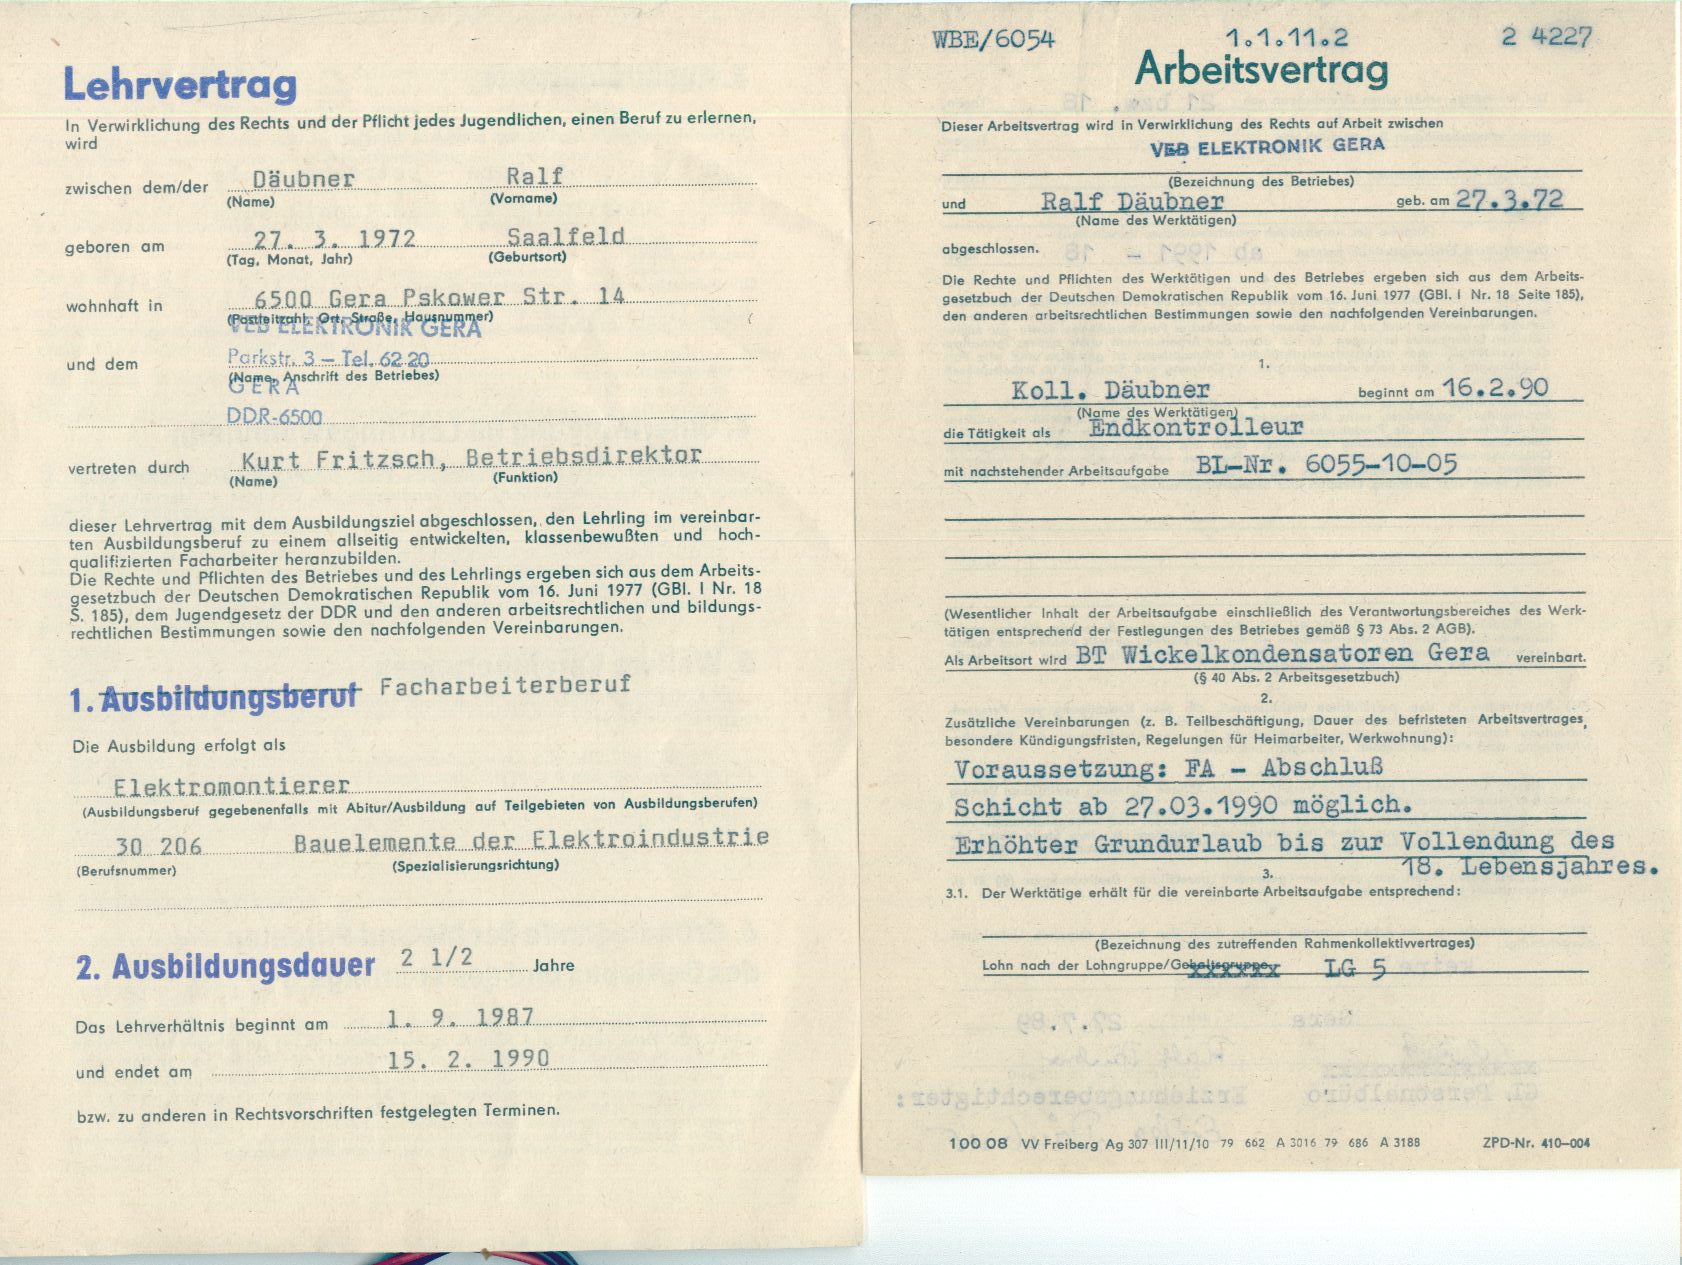 Lehrvertrag
In Verwirklichung des Rechts und der Pflicht jedes Jugendlichen, einen Beruf zu erlernen,
wird
zwischen dem/der Däubner Ralf
(Name) (Vorname)
geboren am 27. 3. 1972 Saalfeld
(Tag, Monat, Jahr) (Geburtsort)
wohnhaft in 6500 Gera Pskower Str. 14
(Postleitzahl, Ort, Straße, Hausnummer)
VEB ELEKTRONIK GERA
und dem Parkstr. 3 – Tel. 62 20
(Name, Anschrift des Betriebes)
GERA
DDR-6500
vertreten durch Kurt Fritzsch, Betriebsdirektor
(Name) (Funktion)
dieser Lehrvertrag mit dem Ausbildungsziel abgeschlossen, den Lehrling im vereinbar-
ten Ausbildungsberuf zu einem allseitig entwickelten, klassenbewußten und hoch-
qualifizierten Facharbeiter heranzubilden.
Die Rechte und Pflichten des Betriebes und des Lehrlings ergeben sich aus dem Arbeits-
gesetzbuch der Deutschen Demokratischen Republik vom 16. Juni 1977 (GBl. I Nr. 18
S. 185), dem Jugendgesetz der DDR und den anderen arbeitsrechtlichen und bildungs-
rechtlichen Bestimmungen sowie den nachfolgenden Vereinbarungen.
1. Ausbildungsberuf Facharbeiterberuf
Die Ausbildung erfolgt als
Elektromontierer
(Ausbildungsberuf gegebenenfalls mit Abitur/Ausbildung auf Teilgebieten von Ausbildungsberufen)
30 206 Bauelemente der Elektroindustrie
(Berufsnummer) (Spezialisierungsrichtung)
2. Ausbildungsdauer 2 1/2 Jahre
Das Lehrverhältnis beginnt am 1. 9. 1987
und endet am 15. 2. 1990
bzw. zu anderen in Rechtsvorschriften festgelegten Terminen.
WBE/6054 1.1.11.2 2 4227
Arbeitsvertrag
Dieser Arbeitsvertrag wird in Verwirklichung des Rechts auf Arbeit zwischen
VEB ELEKTRONIK GERA
(Bezeichnung des Betriebes)
und Ralf Däubner geb. am 27.3.72
(Name des Werktätigen)
abgeschlossen.
Die Rechte und Pflichten des Werktätigen und des Betriebes ergeben sich aus dem Arbeits-
gesetzbuch der Deutschen Demokratischen Republik vom 16. Juni 1977 (GBl. I Nr. 18 Seite 185),
den anderen arbeitsrechtlichen Bestimmungen sowie den nachfolgenden Vereinbarungen.
1.
Koll. Däubner beginnt am 16.2.90
(Name des Werktätigen)
die Tätigkeit als Endkontrolleur
mit nachstehender Arbeitsaufgabe BL-Nr. 6055-10-05
(Wesentlicher Inhalt der Arbeitsaufgabe einschließlich des Verantwortungsbereiches des Werk-
tätigen entsprechend der Festlegungen des Betriebes gemäß § 73 Abs. 2 AGB).
Als Arbeitsort wird BT Wickelkondensatoren Gera vereinbart.
(§ 40 Abs. 2 Arbeitsgesetzbuch)
2.
Zusätzliche Vereinbarungen (z. B. Teilbeschäftigung, Dauer des befristeten Arbeitsvertrages,
besondere Kündigungsfristen, Regelungen für Heimarbeiter, Werkwohnung):
Voraussetzung: FA - Abschluß
Schicht ab 27.03.1990 möglich.
Erhöhter Grundurlaub bis zur Vollendung des
18. Lebensjahres.
3.
3.1. Der Werktätige erhält für die vereinbarte Arbeitsaufgabe entsprechend:
(Bezeichnung des zutreffenden Rahmenkollektivvertrages)
Lohn nach der Lohngruppe/Gehaltsgruppe LG 5
100 08 VV Freiberg Ag 307 III/11/10 79 662 A 3016 79 686 A 3188 ZPD-Nr. 410–004